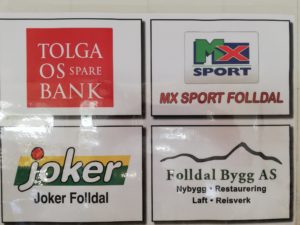 TOLGA
OS SPARE
BANK
MX
SPORT
MX SPORT FOLLDAL
joker
Joker Folldal
Folldal Bygg AS
Nybygg • Restaurering
Laft • Reisverk